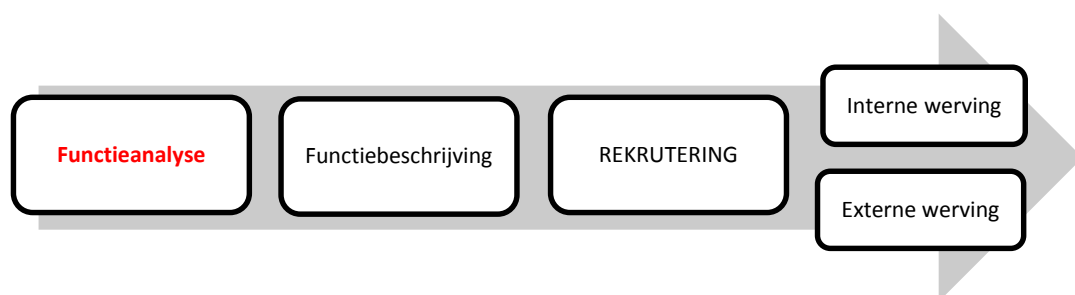 Functieanalyse
Functiebeschrijving
REKRUTERING
Interne werving
Externe werving